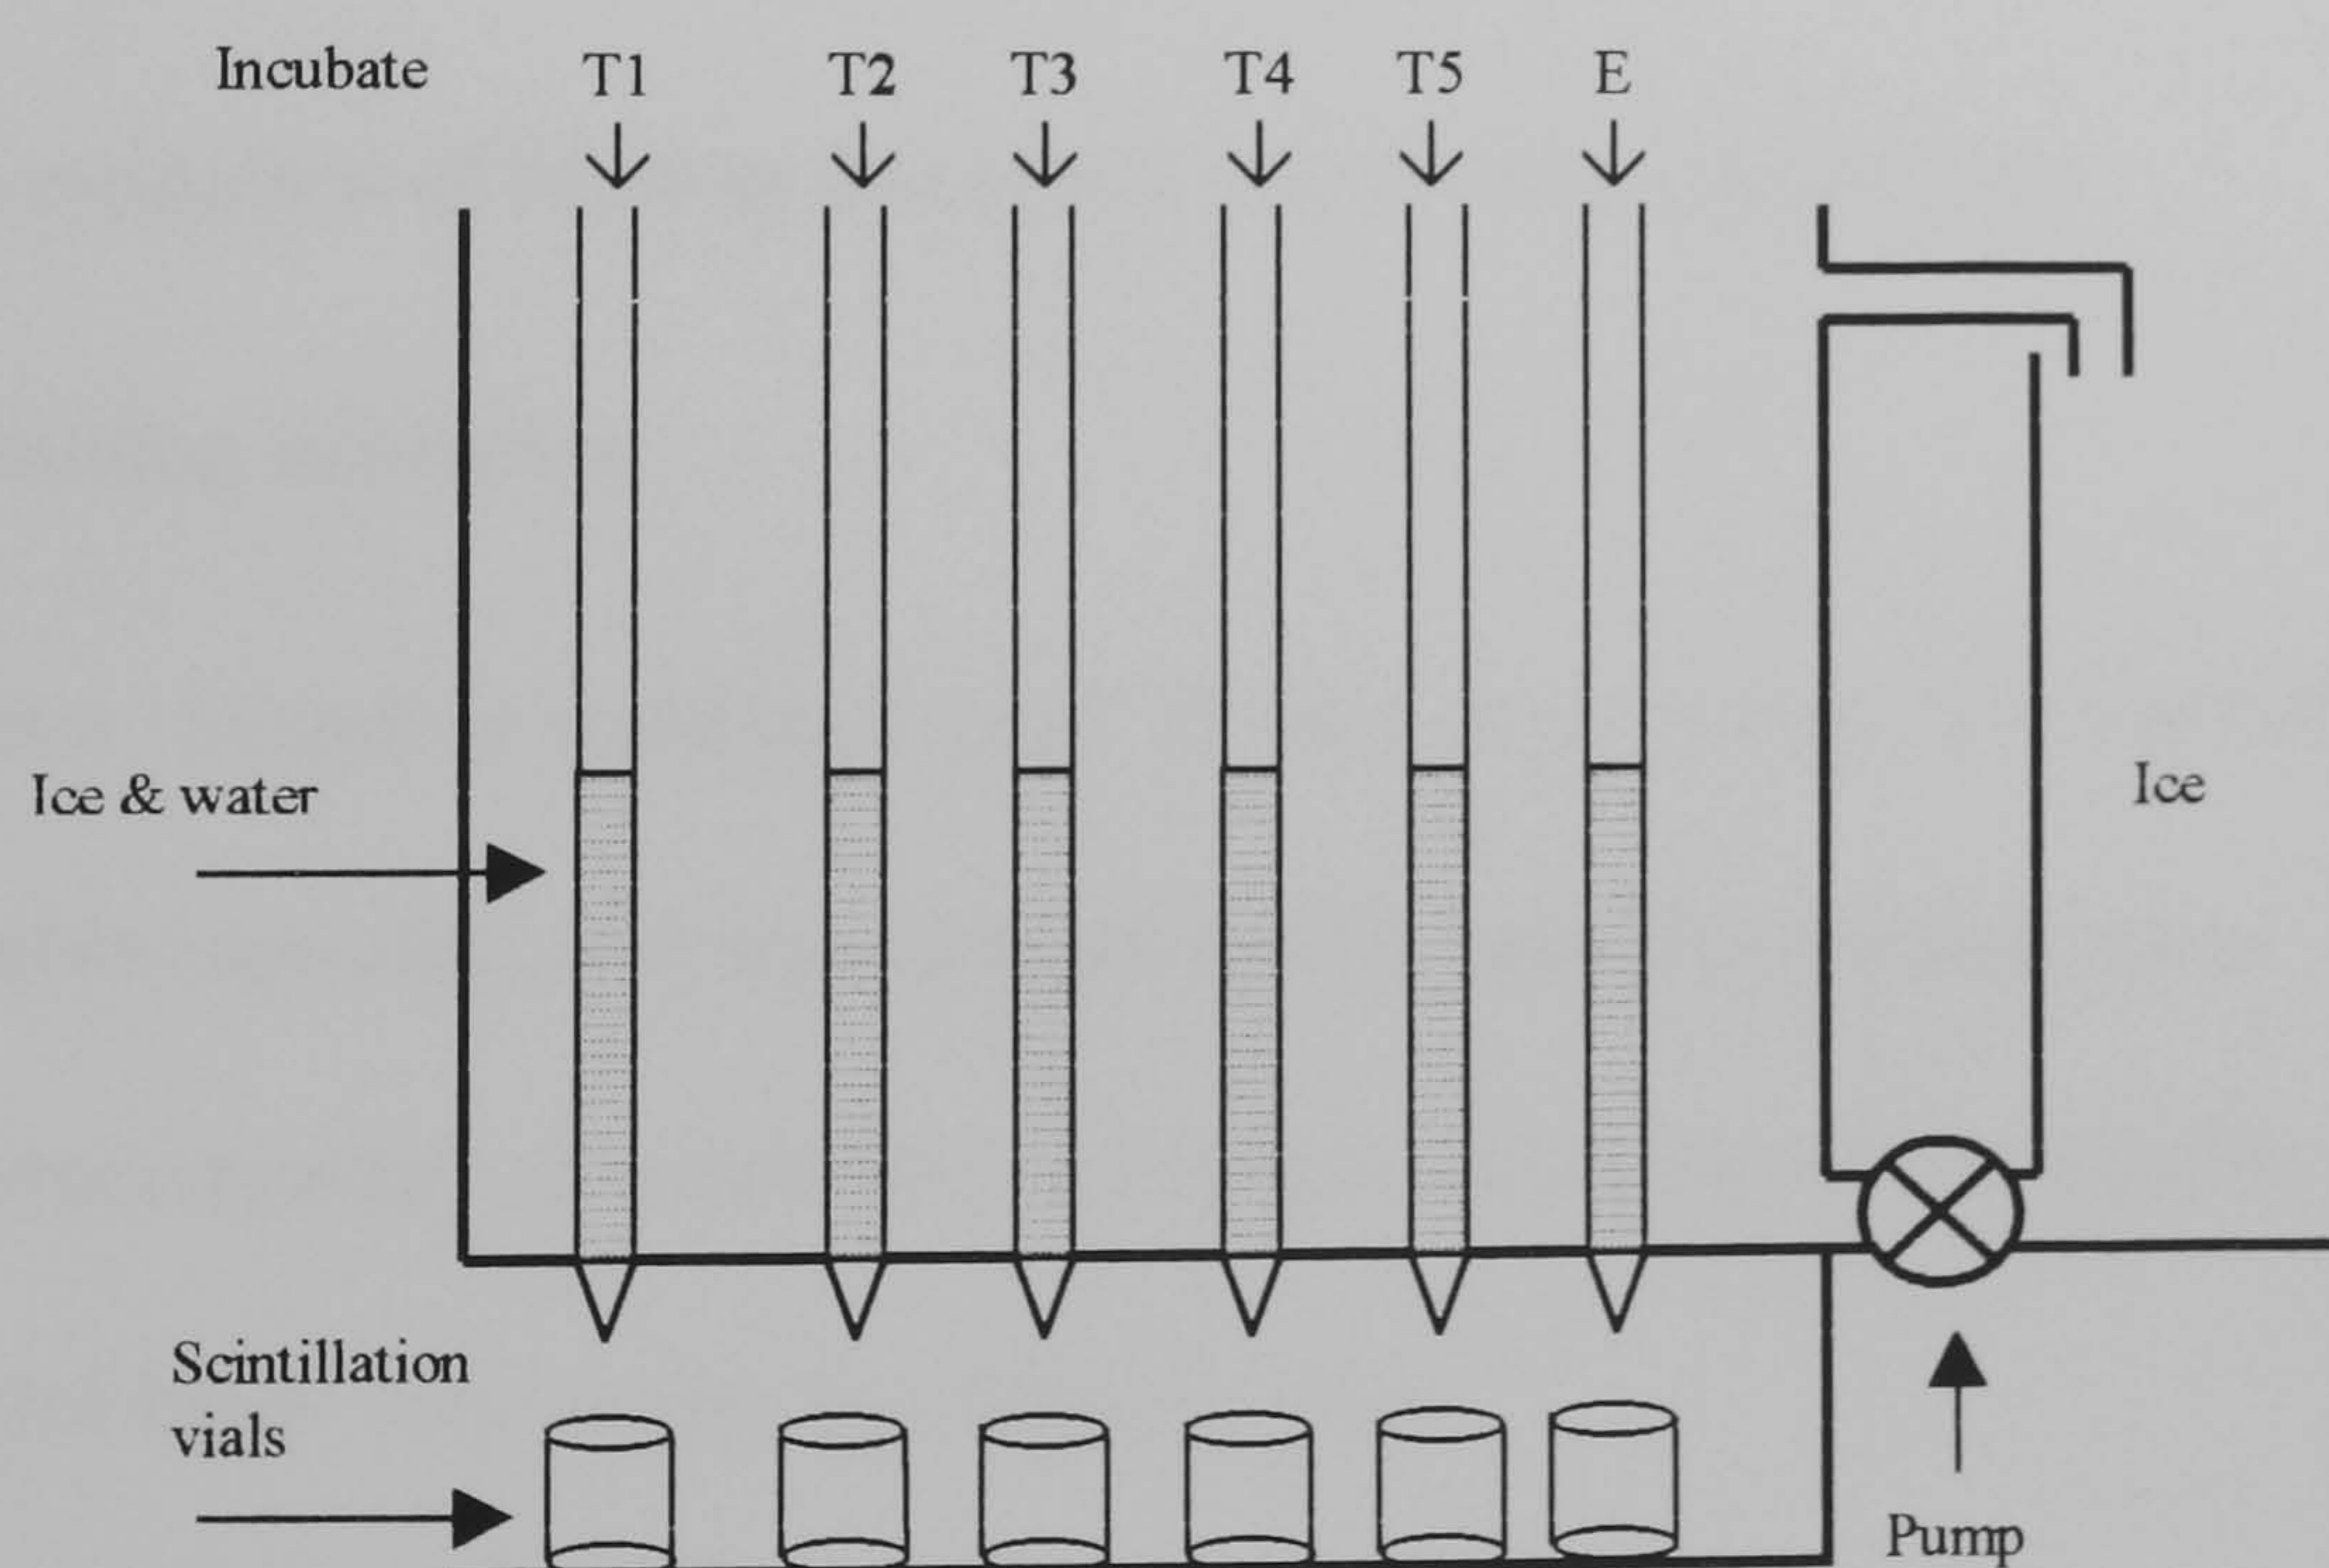 Incubate T1 T2 T3 T4 T5 E
Ice & water
Ice
Scintillation
vials
Pump